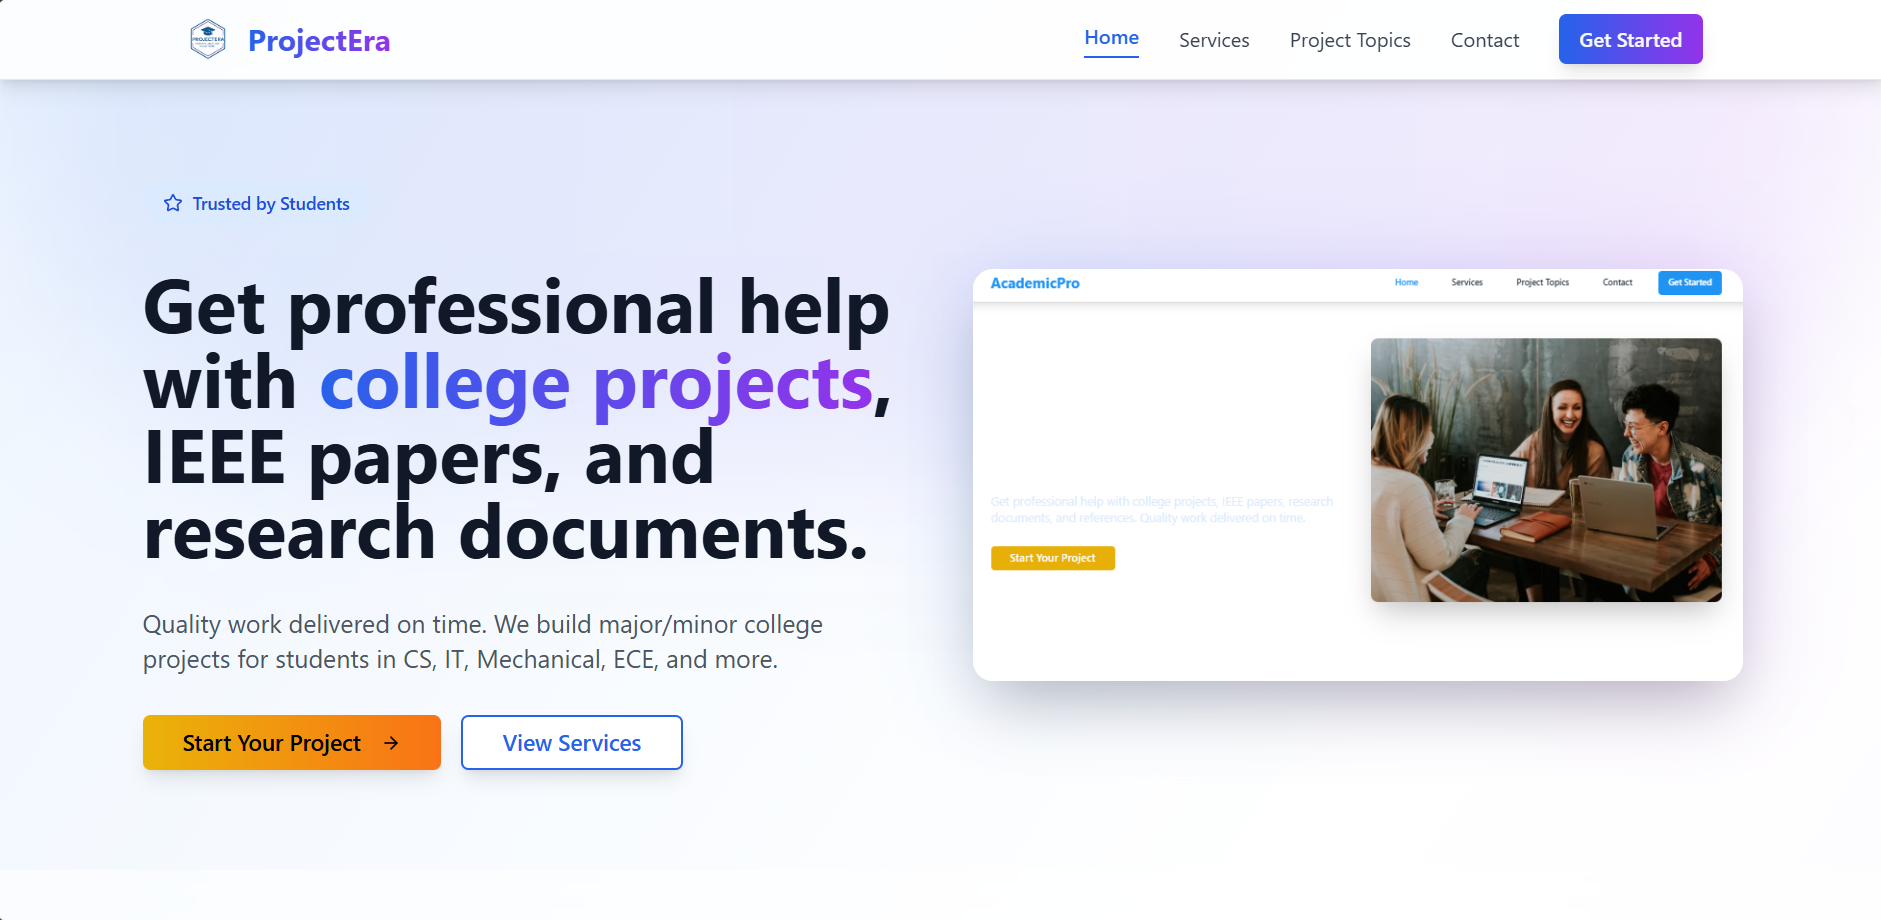 PROJECTERA
ProjectEra
Home
Services
Project Topics
Contact
Get Started
Trusted by Students
Get professional help
with college projects,
IEEE papers, and
research documents.
Quality work delivered on time. We build major/minor college
projects for students in CS, IT, Mechanical, ECE, and more.
Start Your Project
View Services
AcademicPro
Home
Services
Project Topics
Contact
Get Started
Get professional help with college projects, IEEE papers, research
documents, and references. Quality work delivered on time.
Start Your Project